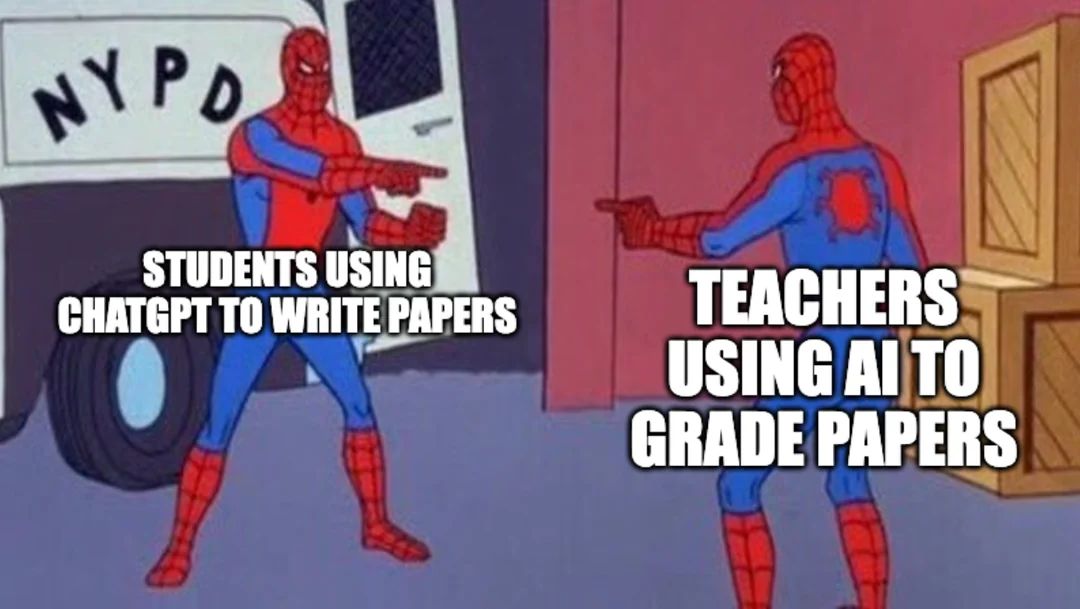 NYPD
STUDENTS USING
CHATGPT TO WRITE PAPERS
TEACHERS
USING AI TO
GRADE PAPERS